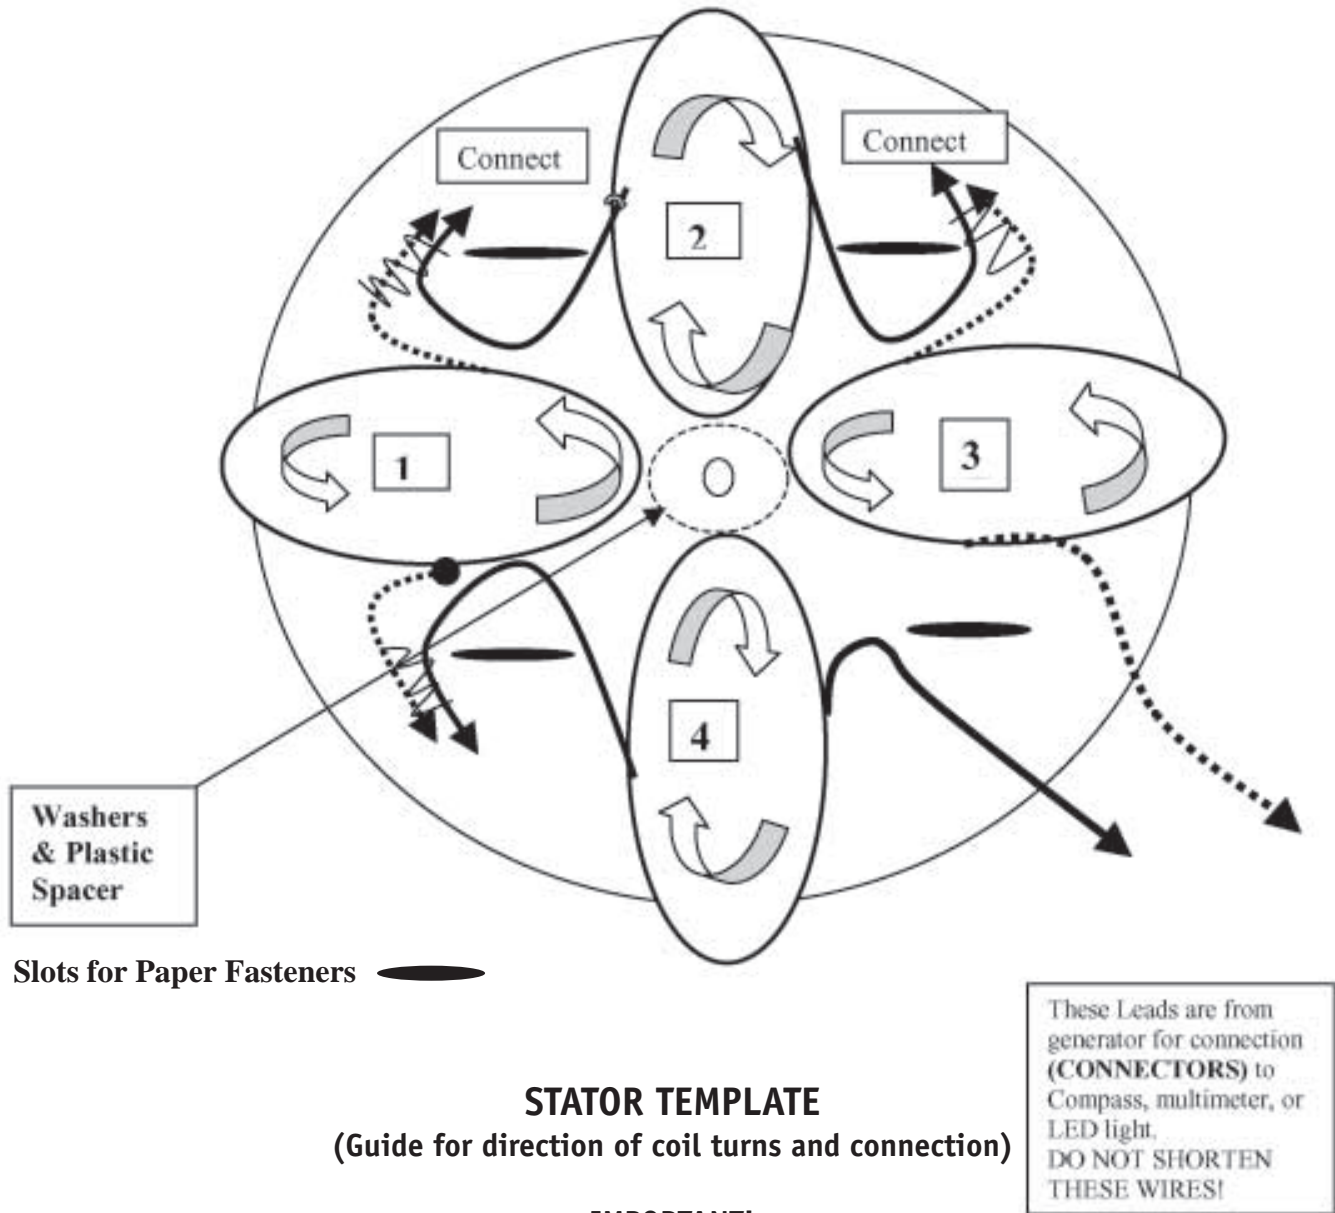 Connect
Connect
2
1
3
4
Washers
& Plastic
Spacer
Slots for Paper Fasteners
These Leads are from
generator for connection
(CONNECTORS) to
Compass, multimeter, or
LED light.
DO NOT SHORTEN
THESE WIRES!
STATOR TEMPLATE
(Guide for direction of coil turns and connection)
IMPORTANT!